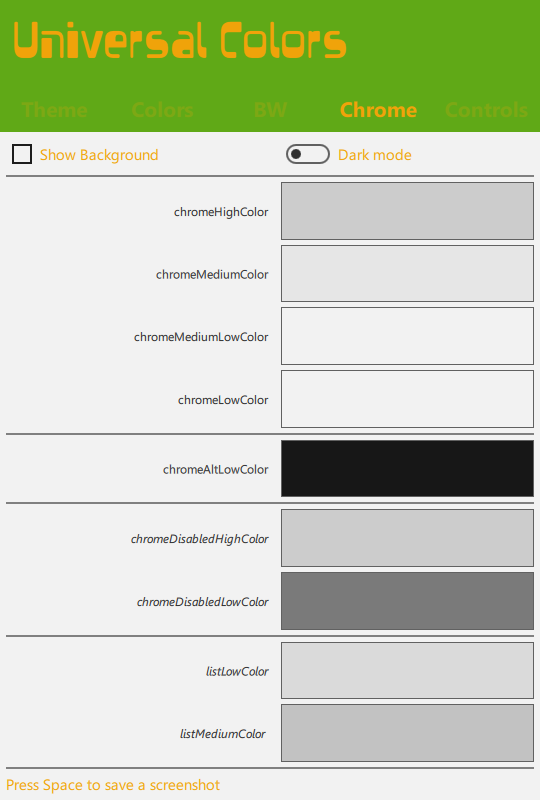 Universal Colors
Theme Colors BW Chrome Controls
Show Background Dark mode
chromeHighColor
chromeMediumColor
chromeMediumLowColor
chromeLowColor
chromeAltLowColor
chromeDisabledHighColor
chromeDisabledLowColor
listLowColor
listMediumColor
Press Space to save a screenshot